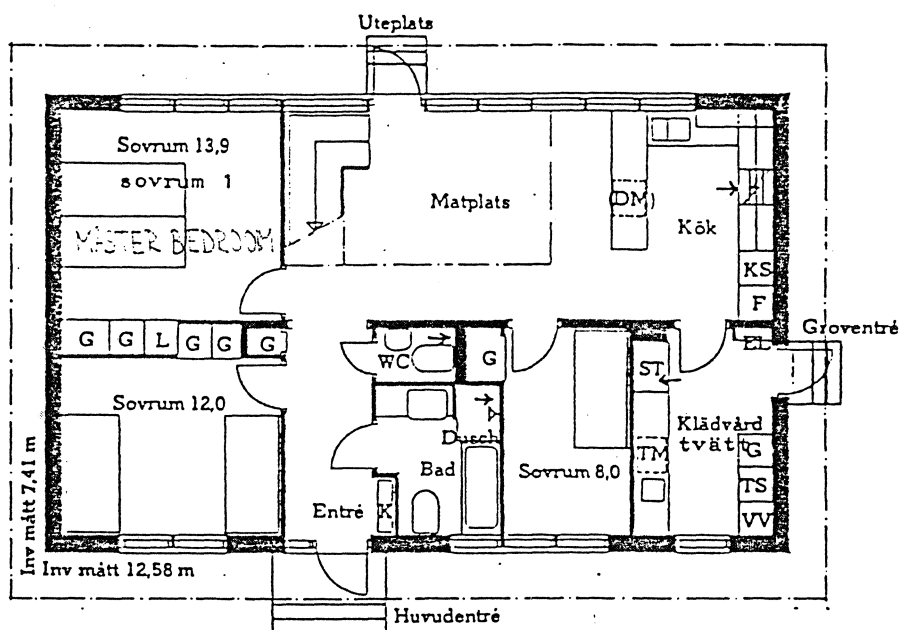 Uteplats
Sovrum 13,9
sovrum 1
MASTER BEDROOM
Matplats
(DM)
Kök
KS
F
EL
Groventré
G G L G G G
WC
G
ST
Sovrum 12,0
Dusch
Bad
Sovrum 8,0
Klädvård
tvätt
G
TM
TS
VV
Entré
K
Inv mått 7,41 m
Inv mått 12,58 m
Huvudentré